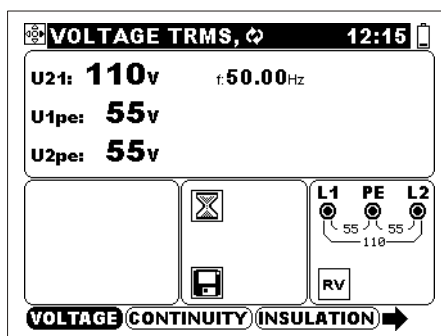 VOLTAGE TRMS, 12:15
U21: 110V f:50.00Hz
U1pe: 55V
U2pe: 55V
L1 PE L2
55 55
110
RV
VOLTAGE CONTINUITY INSULATION